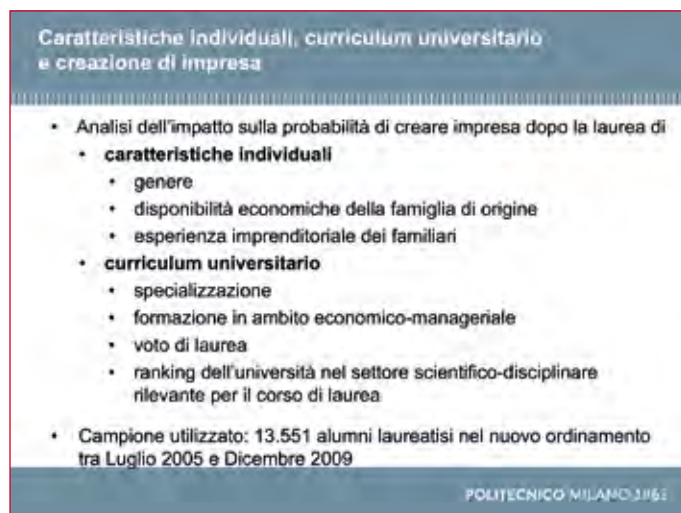 Caratteristiche individuali, curriculum universitario
e creazione di impresa
• Analisi dell'impatto sulla probabilità di creare impresa dopo la laurea di
• caratteristiche individuali
• genere
• disponibilità economiche della famiglia di origine
• esperienza imprenditoriale dei familiari
• curriculum universitario
• specializzazione
• formazione in ambito economico-manageriale
• voto di laurea
• ranking dell'università nel settore scientifico-disciplinare
rilevante per il corso di laurea
• Campione utilizzato: 13.551 alumni laureatisi nel nuovo ordinamento
tra Luglio 2005 e Dicembre 2009
POLITECNICO MILANO 1863